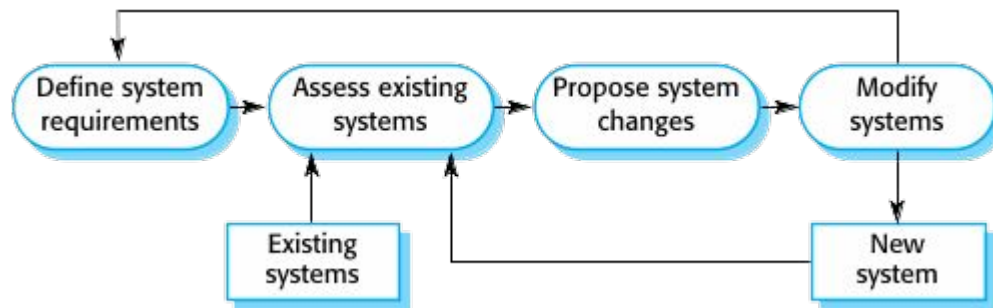 Define system
requirements
Assess existing
systems
Propose system
changes
Modify
systems
Existing
systems
New
system